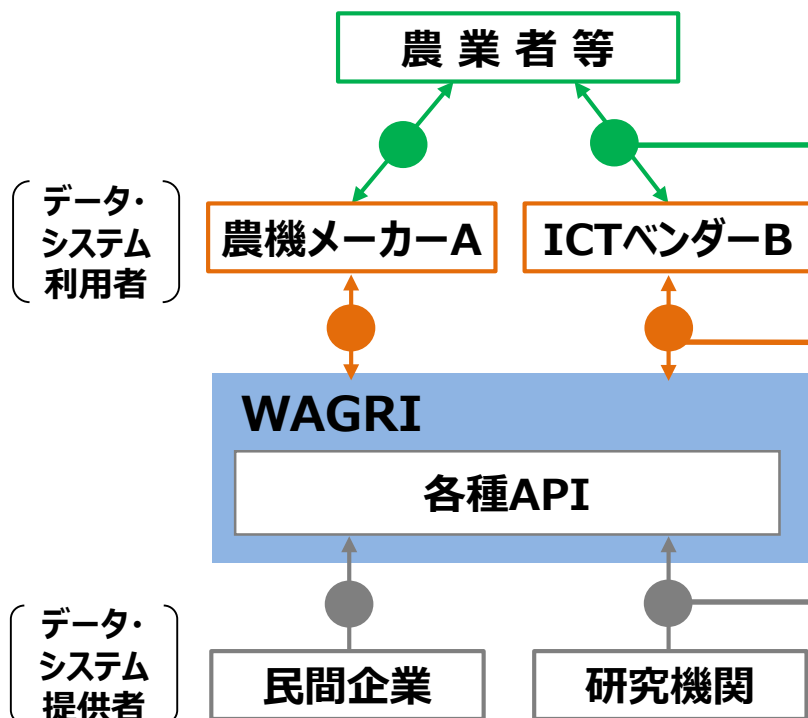 農業者等
データ・
システム
利用者
農機メーカーA
ICTベンダーB
WAGRI
各種API
データ・
システム
提供者
民間企業
研究機関